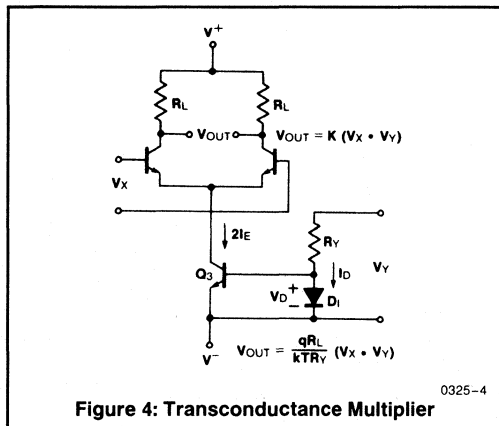 V+
RL
RL
VOUT
VOUT = K (VX • VY)
VX
2IE
RY
ID
VY
Q3
VD
+
−
D1
V−
VOUT = qRL / kTRY (VX • VY)
0325–4
Figure 4: Transconductance Multiplier